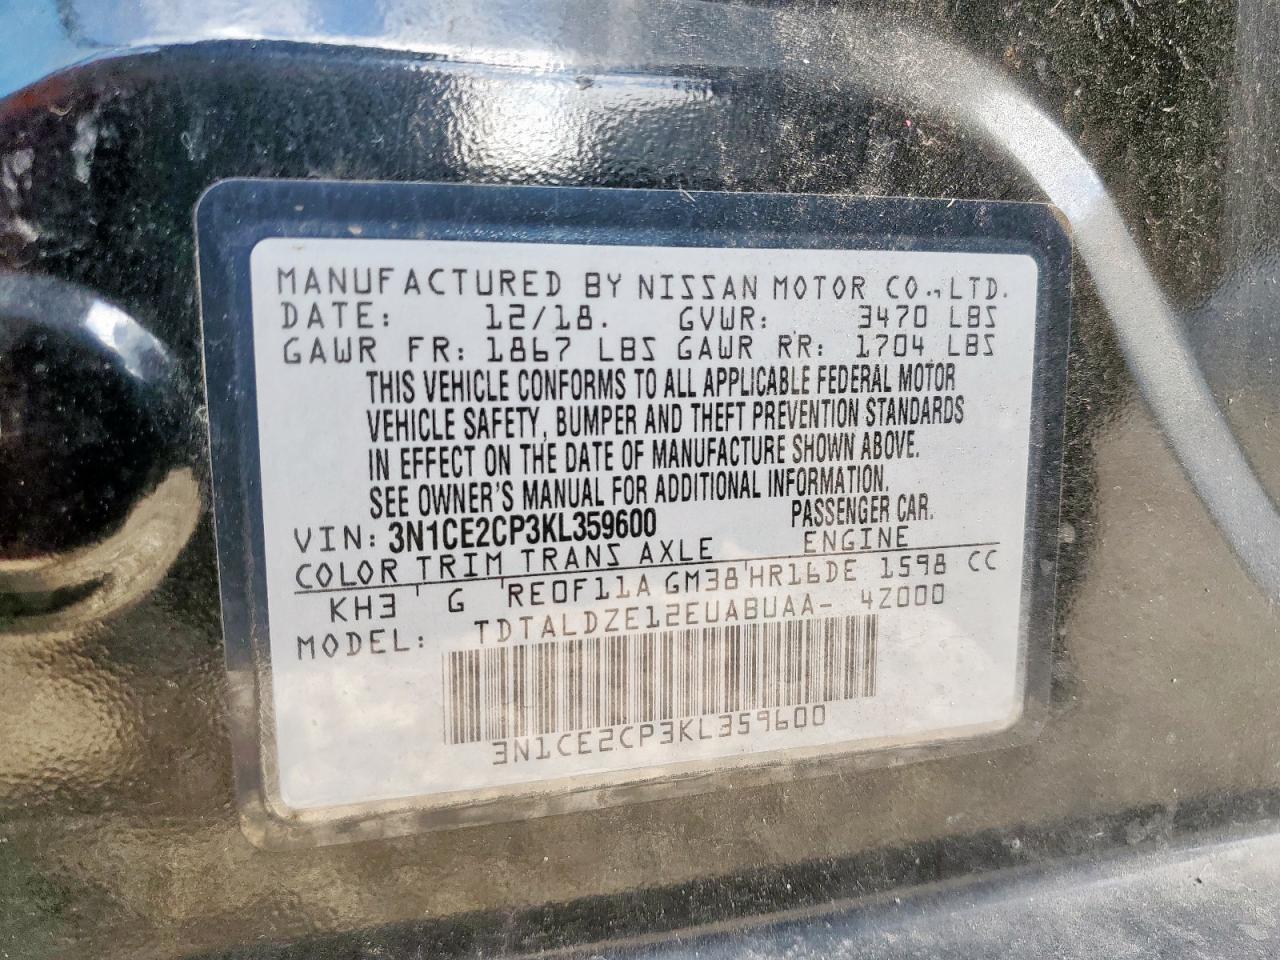 MANUFACTURED BY NISSAN MOTOR CO.,LTD.
DATE: 12/18. GVWR: 3470 LBS
GAWR FR: 1867 LBS GAWR RR: 1704 LBS
THIS VEHICLE CONFORMS TO ALL APPLICABLE FEDERAL MOTOR
VEHICLE SAFETY, BUMPER AND THEFT PREVENTION STANDARDS
IN EFFECT ON THE DATE OF MANUFACTURE SHOWN ABOVE.
SEE OWNER'S MANUAL FOR ADDITIONAL INFORMATION.
VIN: 3N1CE2CP3KL359600 PASSENGER CAR.
COLOR TRIM TRANS AXLE ENGINE
KH3 ' G RE0F11A GM38 ' HR16DE 1598 CC
MODEL: TDTALDZE12EUABUAA- 4Z000
3N1CE2CP3KL359600